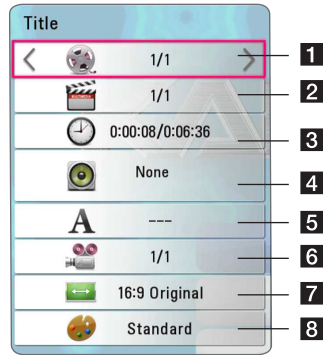 Title
1/1 1
1/1 2
0:00:08/0:06:36 3
None 4
A --- 5
1/1 6
16:9 Original 7
Standard 8